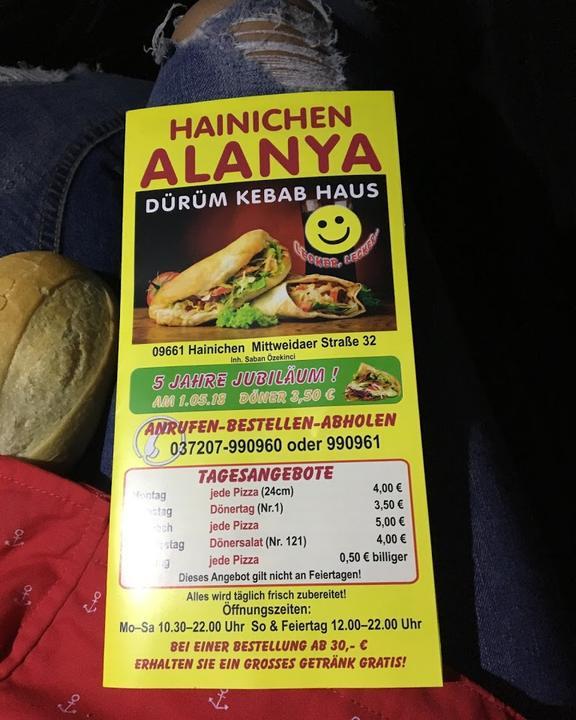 HAINICHEN
ALANYA
DÜRÜM KEBAB HAUS
LECKER, LECKER..
09661 Hainichen Mittweidaer Straße 32
Inh. Saban Özekinci
5 JAHRE JUBILÄUM !
AM 1.05.18 DÖNER 3,50 €
ANRUFEN-BESTELLEN-ABHOLEN
037207-990960 oder 990961
TAGESANGEBOTE
jede Pizza (24cm) 4,00 €
Dönertag (Nr.1) 3,50 €
jede Pizza 5,00 €
Dönersalat (Nr. 121) 4,00 €
jede Pizza 0,50 € billiger
Dieses Angebot gilt nicht an Feiertagen!
Alles wird täglich frisch zubereitet!
Öffnungszeiten:
Mo–Sa 10.30–22.00 Uhr So & Feiertag 12.00–22.00 Uhr
BEI EINER BESTELLUNG AB 30,- €
ERHALTEN SIE EIN GROSSES GETRÄNK GRATIS!